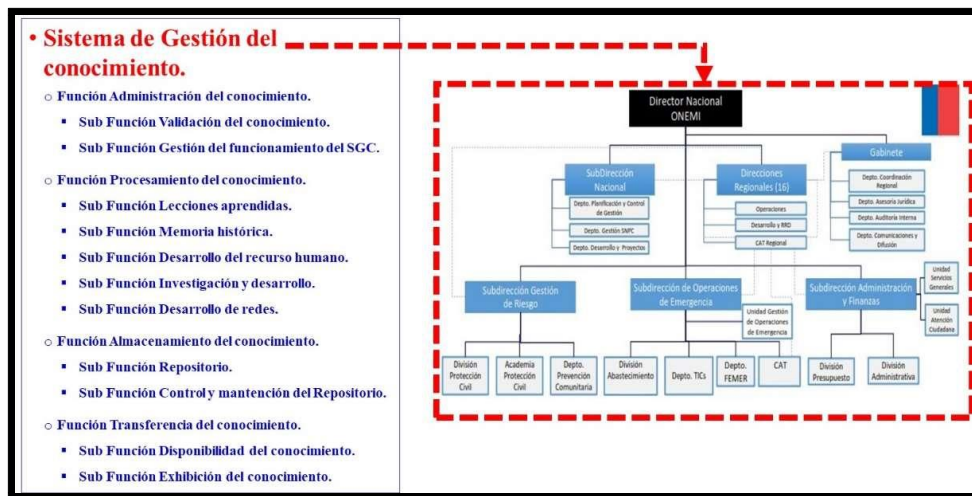 • Sistema de Gestión del
conocimiento.
o Función Administración del conocimiento.
▪ Sub Función Validación del conocimiento.
▪ Sub Función Gestión del funcionamiento del SGC.
o Función Procesamiento del conocimiento.
▪ Sub Función Lecciones aprendidas.
▪ Sub Función Memoria histórica.
▪ Sub Función Desarrollo del recurso humano.
▪ Sub Función Investigación y desarrollo.
▪ Sub Función Desarrollo de redes.
o Función Almacenamiento del conocimiento.
▪ Sub Función Repositorio.
▪ Sub Función Control y mantención del Repositorio.
o Función Transferencia del conocimiento.
▪ Sub Función Disponibilidad del conocimiento.
▪ Sub Función Exhibición del conocimiento.
Director Nacional
ONEMI
SubDirección
Nacional
Depto. Planificación y Control
de Gestión
Depto. Gestión SNPC
Depto. Desarrollo y Proyectos
Direcciones
Regionales (16)
Operaciones
Desarrollo y RRD
CAT Regional
Gabinete
Depto. Coordinación
Regional
Depto. Asesoría Jurídica
Depto. Auditoria Interna
Depto. Comunicaciones y
Difusión
Subdirección Gestión
de Riesgo
División
Protección
Civil
Academia
Protección
Civil
Depto.
Prevención
Comunitaria
Subdirección de Operaciones
de Emergencia
Unidad Gestión
de Operaciones
de Emergencia
División
Abastecimiento
Depto. TICs
Depto.
FEMER
CAT
Subdirección Administración
y Finanzas
Unidad
Servicios
Generales
Unidad
Atención
Ciudadana
División
Presupuesto
División
Administrativa